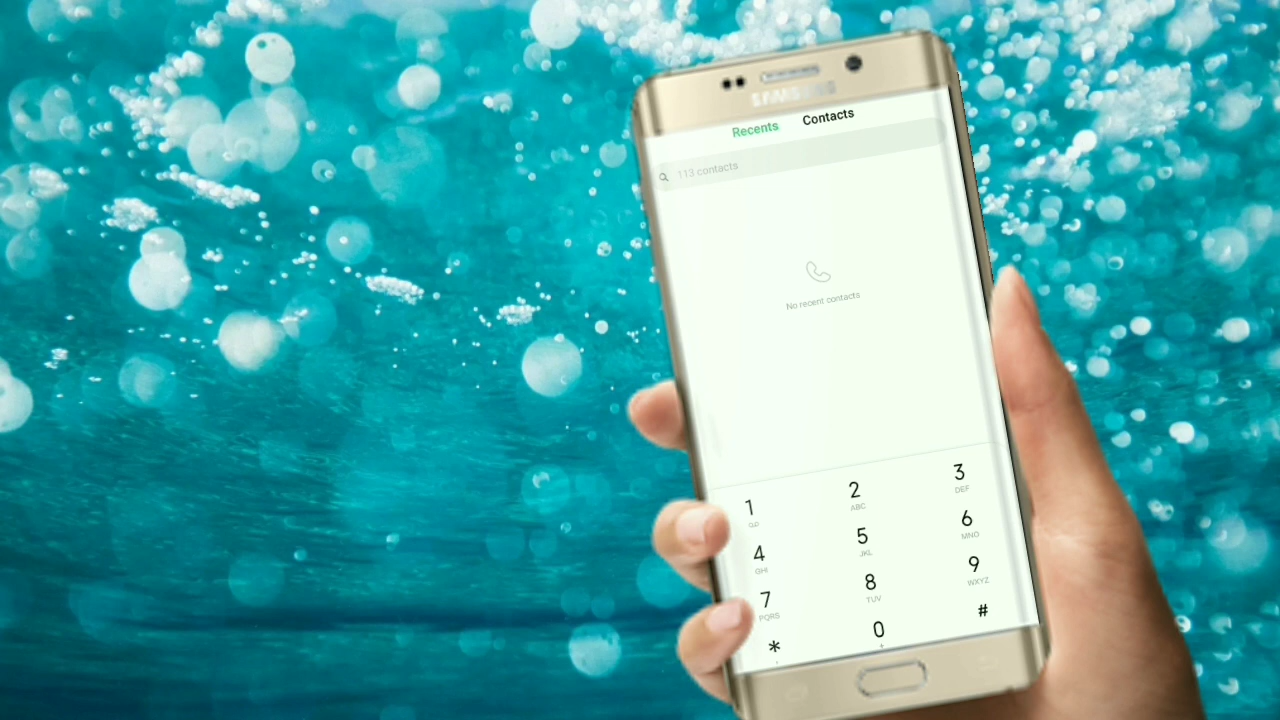 SAMSUNG
Recents Contacts
113 contacts
No recent contacts
1 2 3
ABC DEF
4 5 6
GHI JKL MNO
7 8 9
PQRS TUV WXYZ
* 0 #
+